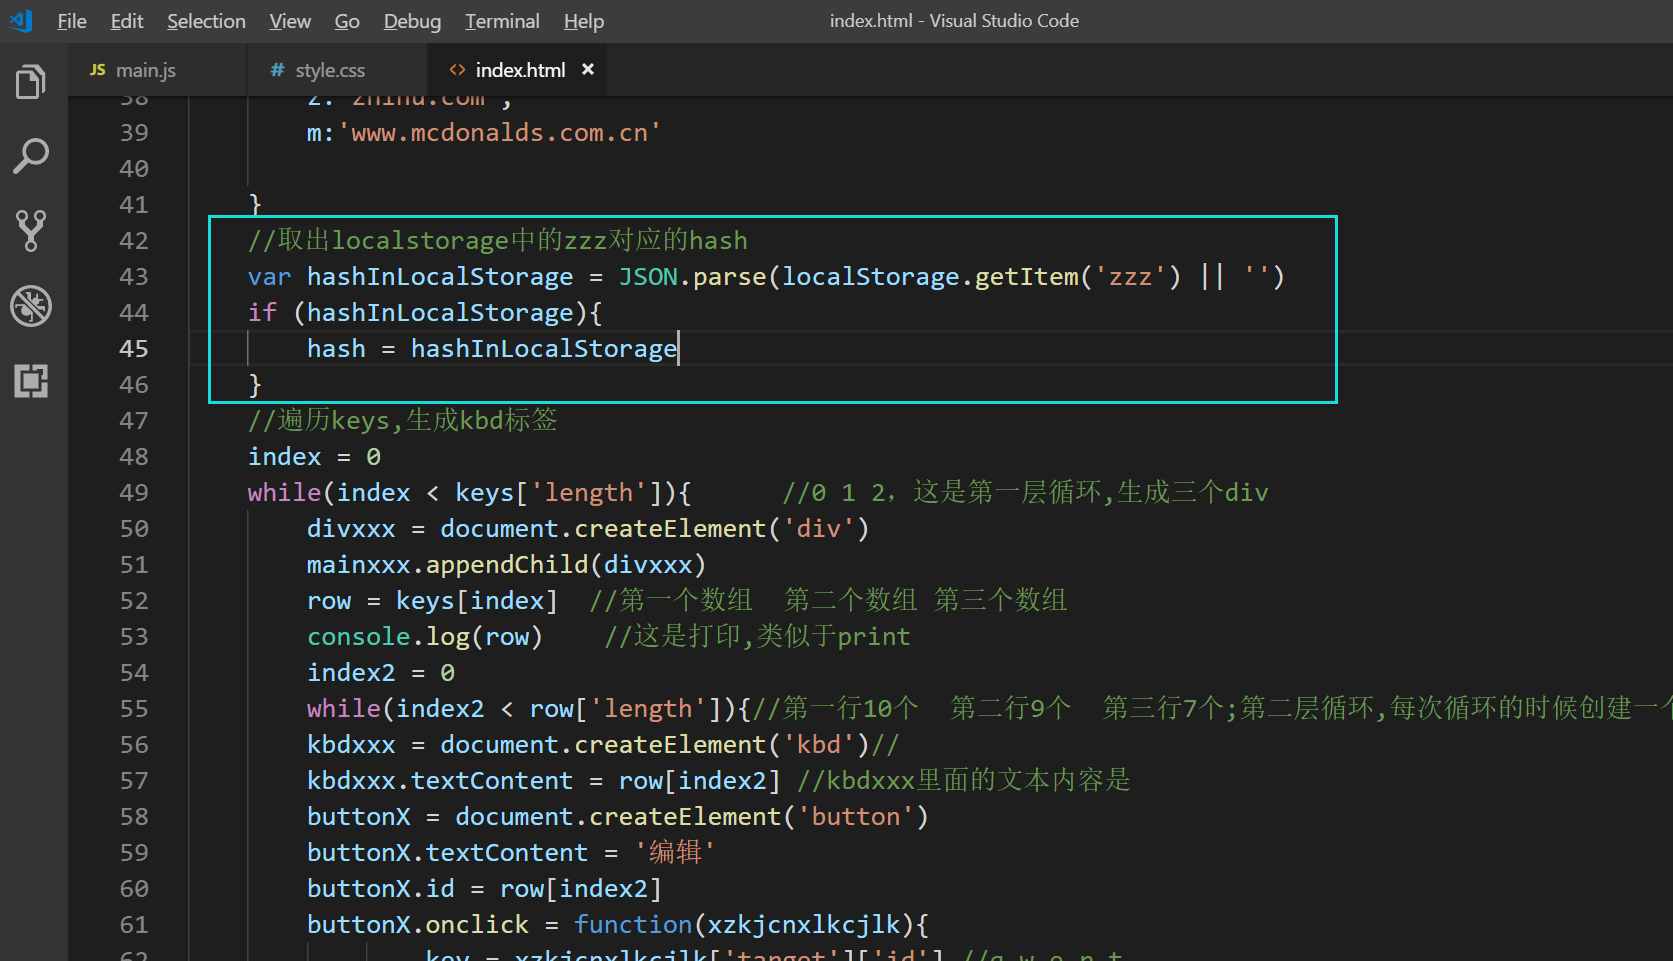 File Edit Selection View Go Debug Terminal Help index.html - Visual Studio Code
JS main.js # style.css <> index.html ×
38 z: 'zhihu.com',
39 m:'www.mcdonalds.com.cn'
40
41 }
42 //取出localstorage中的zzz对应的hash
43 var hashInLocalStorage = JSON.parse(localStorage.getItem('zzz') || '')
44 if (hashInLocalStorage){
45 hash = hashInLocalStorage
46 }
47 //遍历keys,生成kbd标签
48 index = 0
49 while(index < keys['length']){ //0 1 2，这是第一层循环,生成三个div
50 divxxx = document.createElement('div')
51 mainxxx.appendChild(divxxx)
52 row = keys[index] //第一个数组 第二个数组 第三个数组
53 console.log(row) //这是打印,类似于print
54 index2 = 0
55 while(index2 < row['length']){//第一行10个 第二行9个 第三行7个;第二层循环,每次循环的时候创建一个
56 kbdxxx = document.createElement('kbd')//
57 kbdxxx.textContent = row[index2] //kbdxxx里面的文本内容是
58 buttonX = document.createElement('button')
59 buttonX.textContent = '编辑'
60 buttonX.id = row[index2]
61 buttonX.onclick = function(xzkjcnxlkcjlk){
62 key = xzkjcnxlkcjlk['target']['id'] //q w e r t